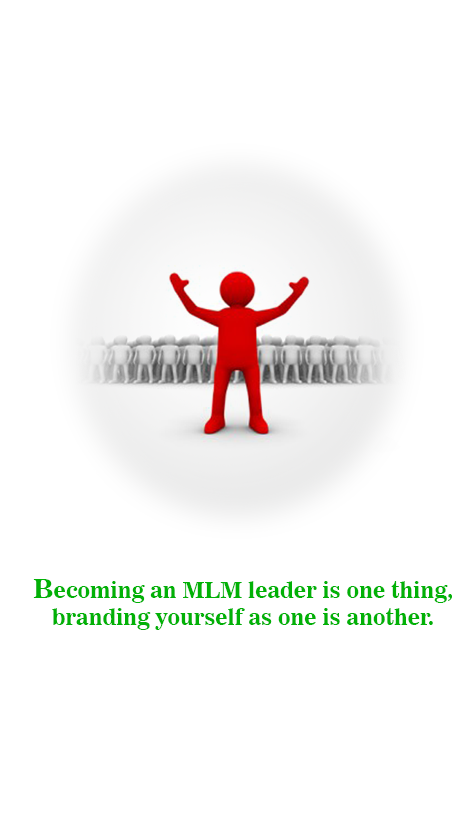 Becoming an MLM leader is one thing,
branding yourself as one is another.